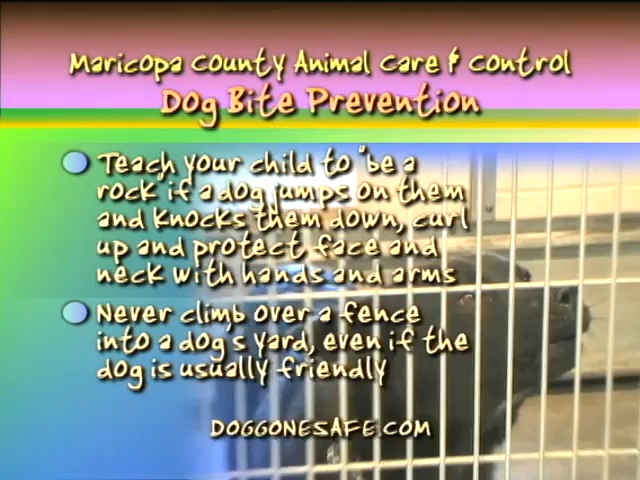 Maricopa County Animal Care & Control
Dog Bite Prevention
Teach your child to "be a
rock" if a dog jumps on them
and knocks them down, curl
up and protect face and
neck with hands and arms
Never climb over a fence
into a dog's yard, even if the
dog is usually friendly
DOGGONESAFE.COM